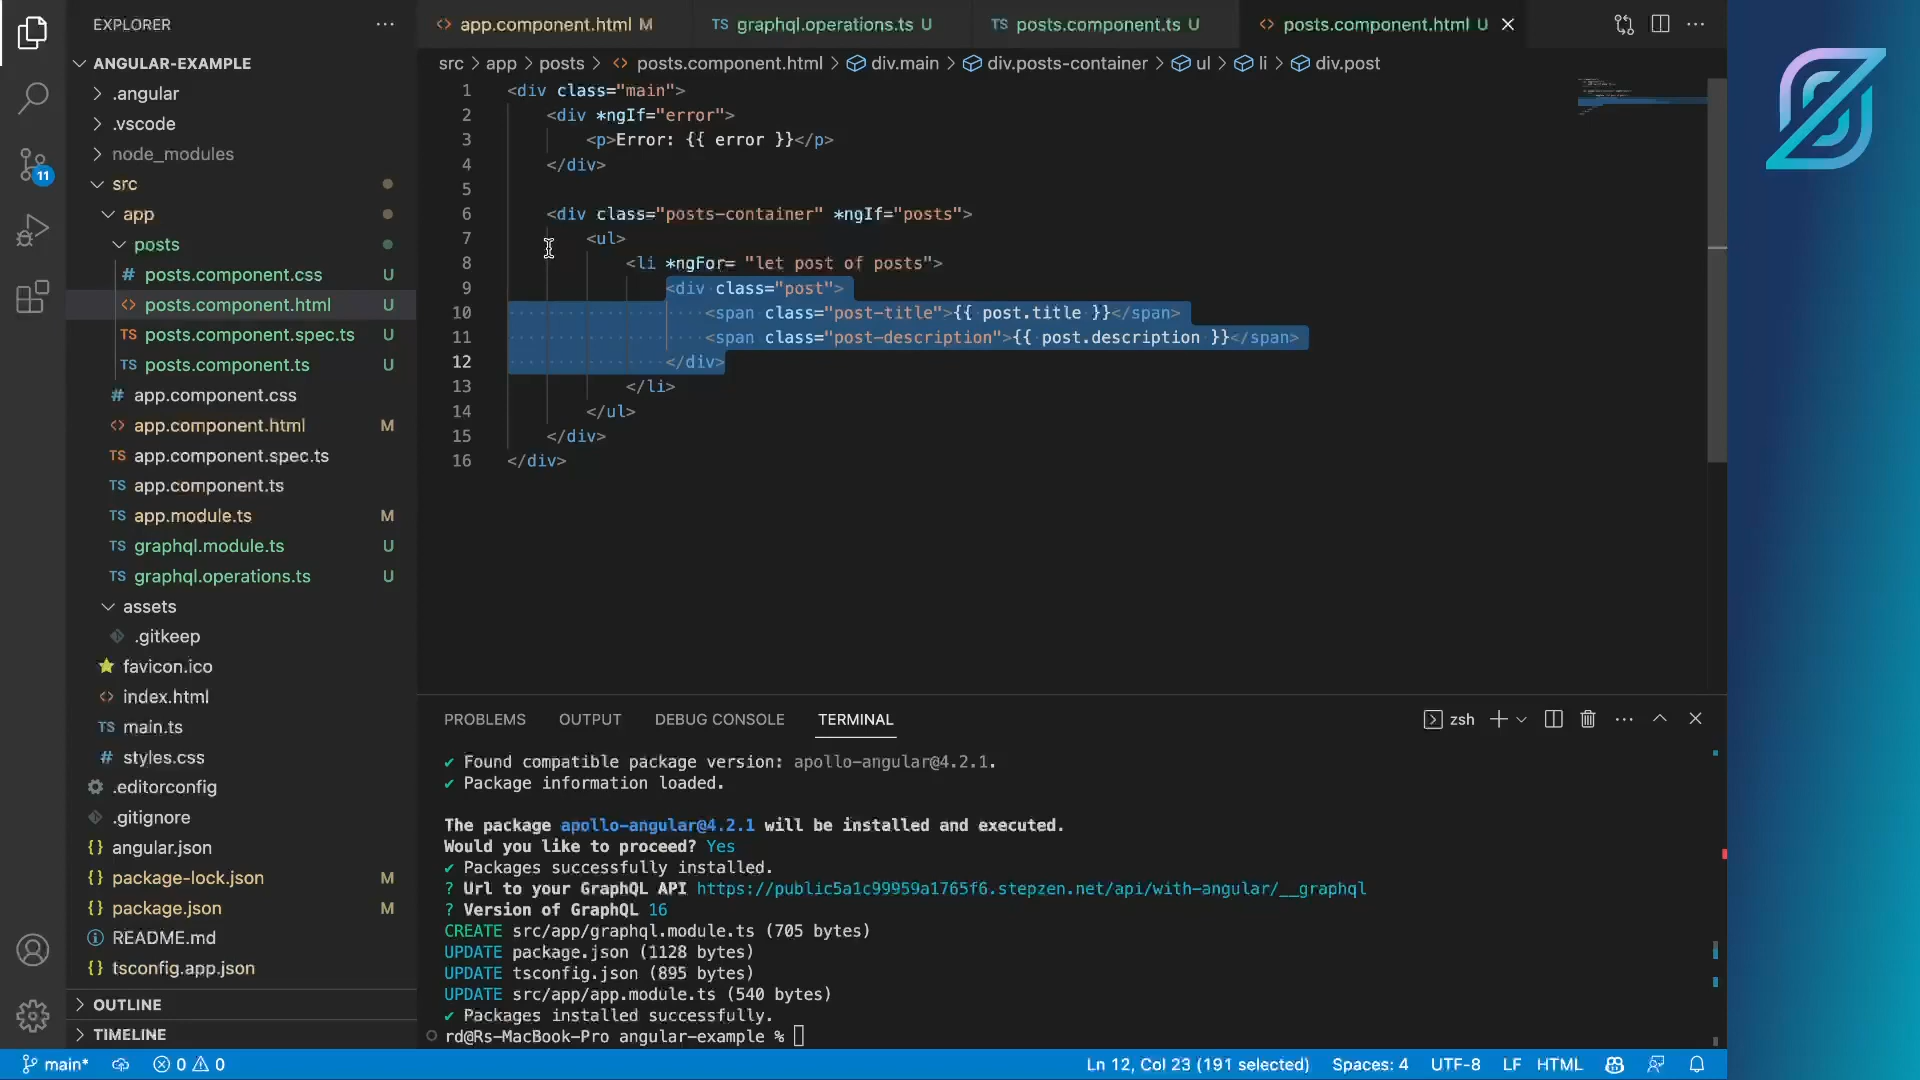 EXPLORER
ANGULAR-EXAMPLE
.angular
.vscode
node_modules
src
app
posts
# posts.component.css U
<> posts.component.html U
TS posts.component.spec.ts U
TS posts.component.ts U
# app.component.css
<> app.component.html M
TS app.component.spec.ts
TS app.component.ts
TS app.module.ts M
TS graphql.module.ts U
TS graphql.operations.ts U
assets
.gitkeep
favicon.ico
<> index.html
TS main.ts
# styles.css
.editorconfig
.gitignore
{} angular.json
{} package-lock.json M
{} package.json M
README.md
{} tsconfig.app.json
OUTLINE
TIMELINE
11
<> app.component.html M
TS graphql.operations.ts U
TS posts.component.ts U
<> posts.component.html U
src > app > posts > <> posts.component.html > div.main > div.posts-container > ul > li > div.post
1 <div class="main">
2 <div *ngIf="error">
3 <p>Error: {{ error }}</p>
4 </div>
5
6 <div class="posts-container" *ngIf="posts">
7 <ul>
8 <li *ngFor= "let post of posts">
9 <div class="post">
10 <span class="post-title">{{ post.title }}</span>
11 <span class="post-description">{{ post.description }}</span>
12 </div>
13 </li>
14 </ul>
15 </div>
16 </div>
PROBLEMS OUTPUT DEBUG CONSOLE TERMINAL
zsh
✔ Found compatible package version: apollo-angular@4.2.1.
✔ Package information loaded.
The package apollo-angular@4.2.1 will be installed and executed.
Would you like to proceed? Yes
✔ Packages successfully installed.
? Url to your GraphQL API https://public5a1c99959a1765f6.stepzen.net/api/with-angular/__graphql
? Version of GraphQL 16
CREATE src/app/graphql.module.ts (705 bytes)
UPDATE package.json (1128 bytes)
UPDATE tsconfig.json (895 bytes)
UPDATE src/app/app.module.ts (540 bytes)
✔ Packages installed successfully.
rd@Rs-MacBook-Pro angular-example %
main* 0 0 Ln 12, Col 23 (191 selected) Spaces: 4 UTF-8 LF HTML